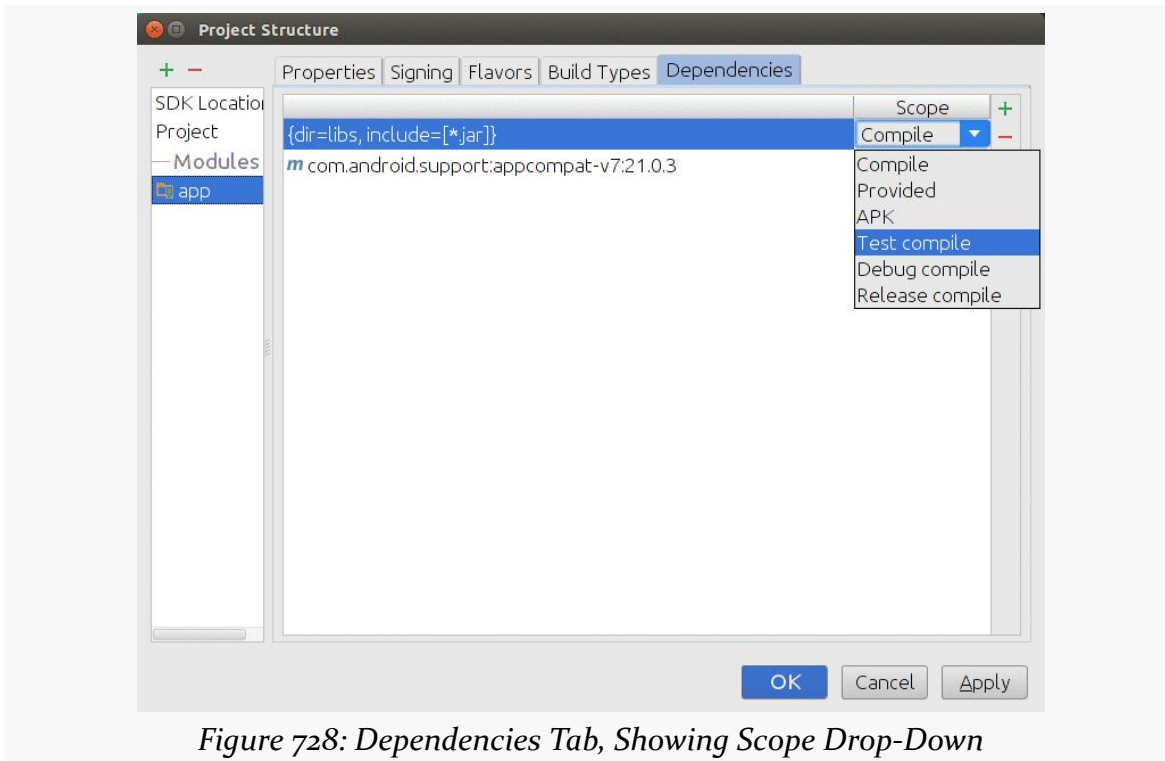 Project Structure
Properties Signing Flavors Build Types Dependencies
SDK Location
Project
Modules
app
Scope
{dir=libs, include=[*.jar]} Compile
m com.android.support:appcompat-v7:21.0.3
Compile
Provided
APK
Test compile
Debug compile
Release compile
OK Cancel Apply
Figure 728: Dependencies Tab, Showing Scope Drop-Down